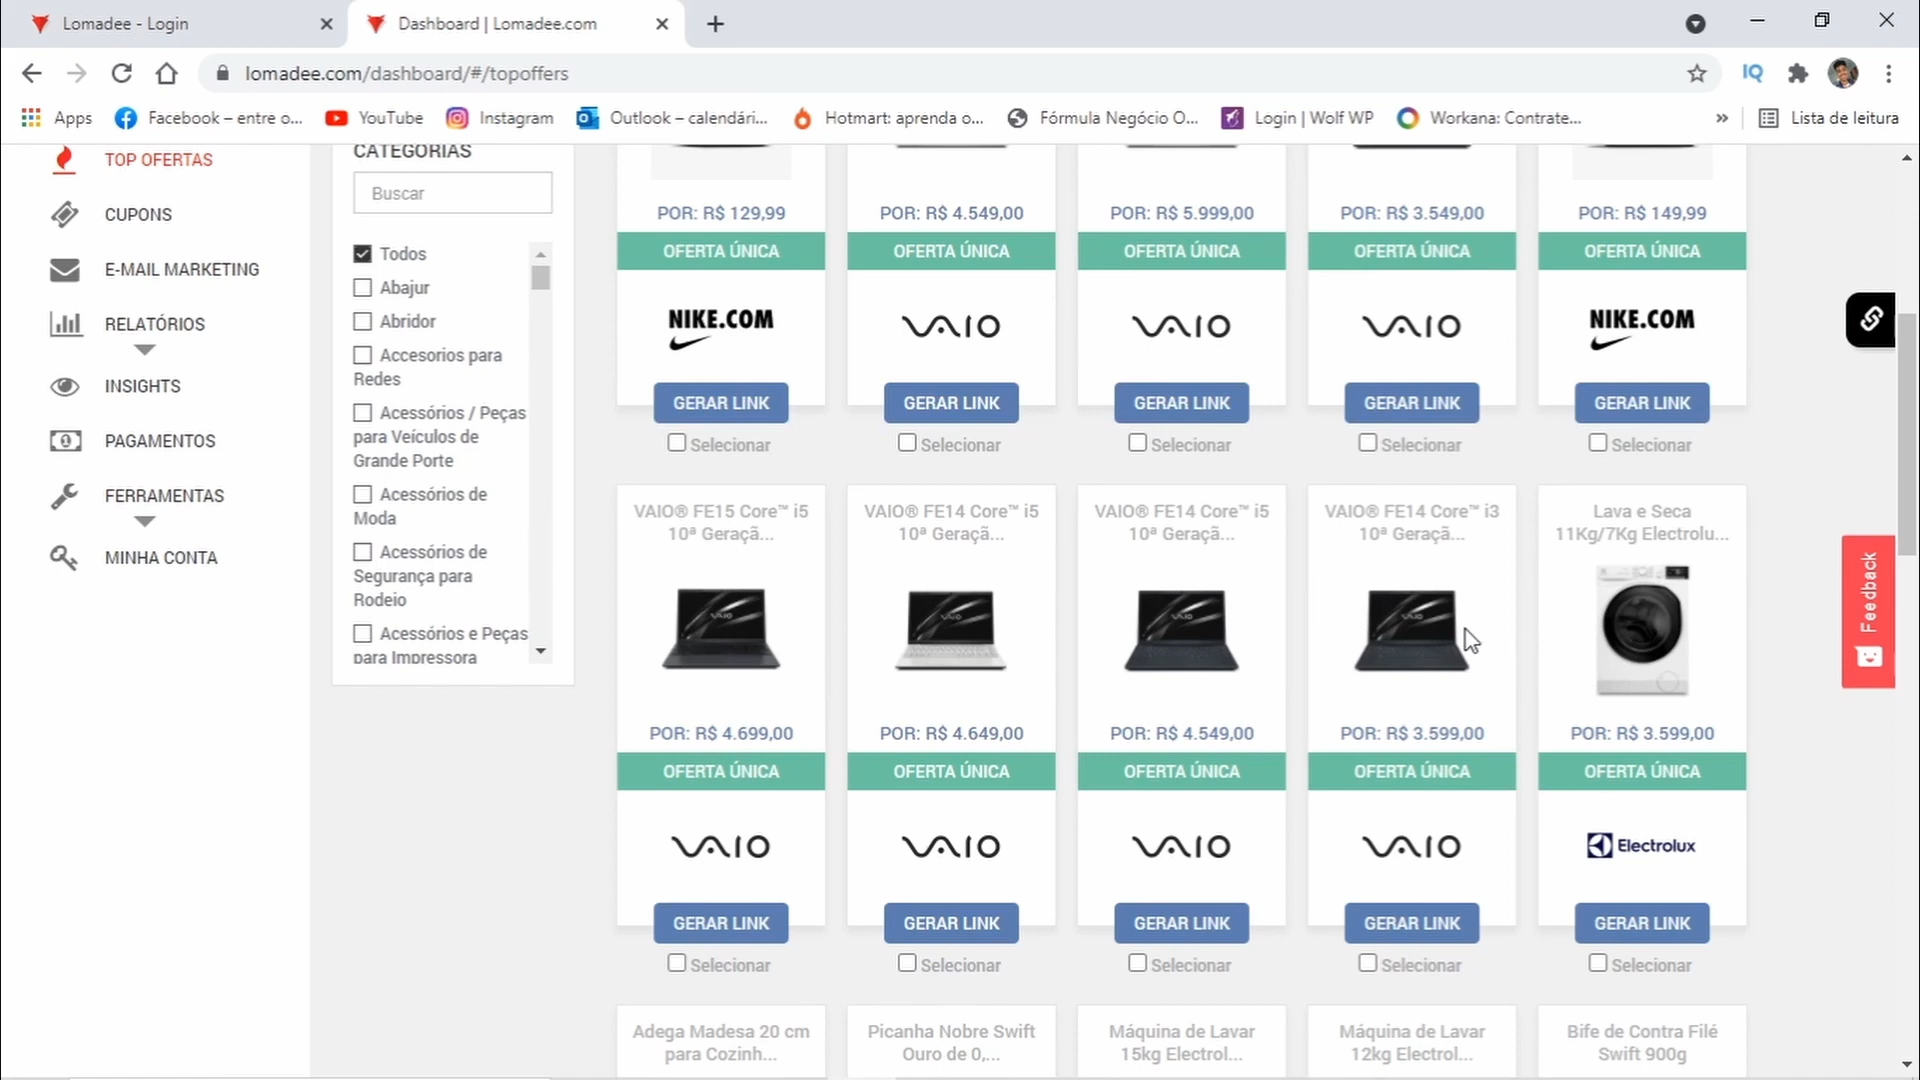 Lomadee - Login
Dashboard | Lomadee.com
lomadee.com/dashboard/#/topoffers
IQ
Apps
Facebook – entre o...
YouTube
Instagram
Outlook – calendári...
Hotmart: aprenda o...
Fórmula Negócio O...
Login | Wolf WP
Workana: Contrate...
»
Lista de leitura
TOP OFERTAS
CUPONS
E-MAIL MARKETING
RELATÓRIOS
INSIGHTS
PAGAMENTOS
FERRAMENTAS
MINHA CONTA
CATEGORIAS
Buscar
Todos
Abajur
Abridor
Accesorios para
Redes
Acessórios / Peças
para Veículos de
Grande Porte
Acessórios de
Moda
Acessórios de
Segurança para
Rodeio
Acessórios e Peças
para Impressora
POR: R$ 129,99 POR: R$ 4.549,00 POR: R$ 5.999,00 POR: R$ 3.549,00 POR: R$ 149,99
OFERTA ÚNICA OFERTA ÚNICA OFERTA ÚNICA OFERTA ÚNICA OFERTA ÚNICA
NIKE.COM VAIO VAIO VAIO NIKE.COM
GERAR LINK GERAR LINK GERAR LINK GERAR LINK GERAR LINK
Selecionar Selecionar Selecionar Selecionar Selecionar
VAIO® FE15 Core™ i5 VAIO® FE14 Core™ i5 VAIO® FE14 Core™ i5 VAIO® FE14 Core™ i3 Lava e Seca
10ª Geraçã... 10ª Geraçã... 10ª Geraçã... 10ª Geraçã... 11Kg/7Kg Electrolu...
VAIO VAIO VAIO VAIO
POR: R$ 4.699,00 POR: R$ 4.649,00 POR: R$ 4.549,00 POR: R$ 3.599,00 POR: R$ 3.599,00
OFERTA ÚNICA OFERTA ÚNICA OFERTA ÚNICA OFERTA ÚNICA OFERTA ÚNICA
VAIO VAIO VAIO VAIO Electrolux
GERAR LINK GERAR LINK GERAR LINK GERAR LINK GERAR LINK
Selecionar Selecionar Selecionar Selecionar Selecionar
Adega Madesa 20 cm Picanha Nobre Swift Máquina de Lavar Máquina de Lavar Bife de Contra Filé
para Cozinh... Ouro de 0,... 15kg Electrol... 12kg Electrol... Swift 900g
Feedback